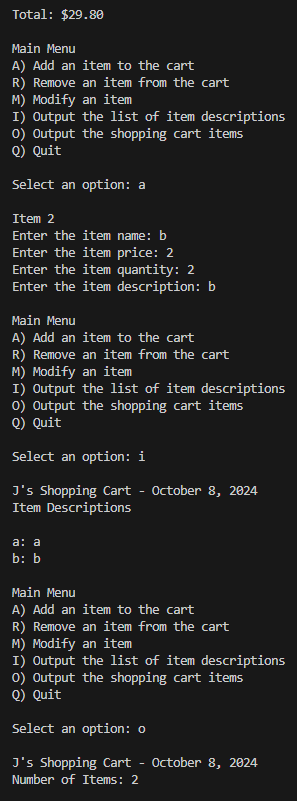 Total: $29.80
Main Menu
A) Add an item to the cart
R) Remove an item from the cart
M) Modify an item
I) Output the list of item descriptions
O) Output the shopping cart items
Q) Quit
Select an option: a
Item 2
Enter the item name: b
Enter the item price: 2
Enter the item quantity: 2
Enter the item description: b
Main Menu
A) Add an item to the cart
R) Remove an item from the cart
M) Modify an item
I) Output the list of item descriptions
O) Output the shopping cart items
Q) Quit
Select an option: i
J's Shopping Cart - October 8, 2024
Item Descriptions
a: a
b: b
Main Menu
A) Add an item to the cart
R) Remove an item from the cart
M) Modify an item
I) Output the list of item descriptions
O) Output the shopping cart items
Q) Quit
Select an option: o
J's Shopping Cart - October 8, 2024
Number of Items: 2